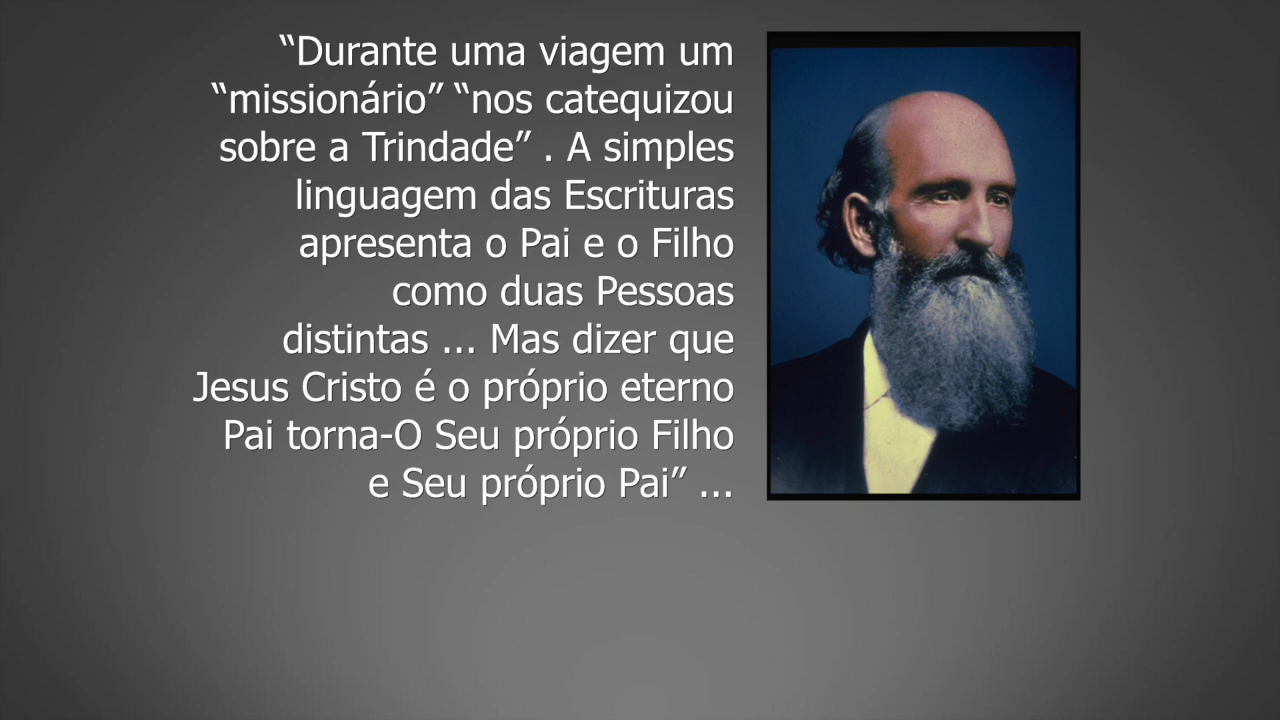 “Durante uma viagem um
“missionário” “nos catequizou
sobre a Trindade” . A simples
linguagem das Escrituras
apresenta o Pai e o Filho
como duas Pessoas
distintas ... Mas dizer que
Jesus Cristo é o próprio eterno
Pai torna-O Seu próprio Filho
e Seu próprio Pai” ...